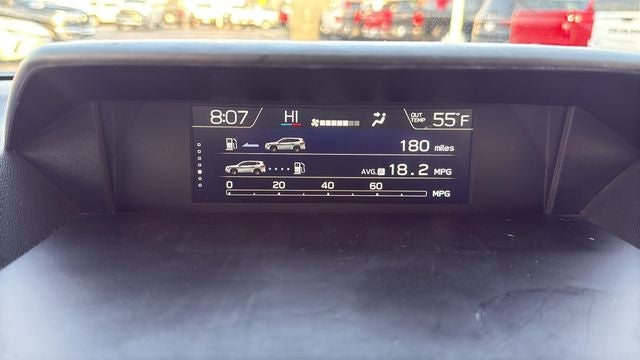 8:07 HI OUT TEMP 55°F
180 miles
AVG. A 18.2 MPG
0 20 40 60 MPG